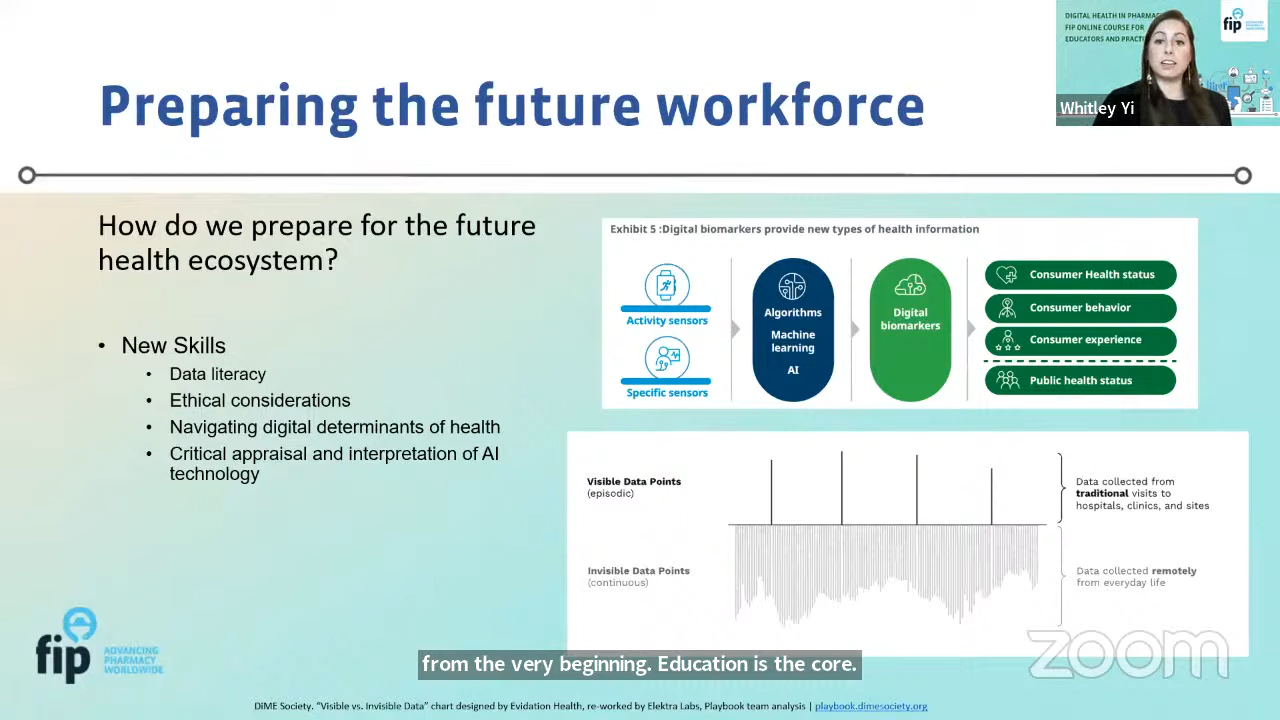 DIGITAL HEALTH IN PHARMACY
FIP ONLINE COURSE FOR
EDUCATORS AND
fip
ADVANCING
PHARMACY
WORLDWIDE
Whitley Yi
Preparing the future workforce
How do we prepare for the future
health ecosystem?
• New Skills
• Data literacy
• Ethical considerations
• Navigating digital determinants of health
• Critical appraisal and interpretation of AI
technology
Exhibit 5 :Digital biomarkers provide new types of health information
Activity sensors
Specific sensors
Algorithms
Machine
learning
AI
Digital
biomarkers
Consumer Health status
Consumer behavior
Consumer experience
Public health status
Visible Data Points
(episodic)
Data collected from
traditional visits to
hospitals, clinics, and sites
Invisible Data Points
(continuous)
Data collected remotely
from everyday life
fip
ADVANCING
PHARMACY
WORLDWIDE
zoom
from the very beginning. Education is the core.
DiME Society. “Visible vs. Invisible Data” chart designed by Evidation Health, re-worked by Elektra Labs, Playbook team analysis | playbook.dimesociety.org